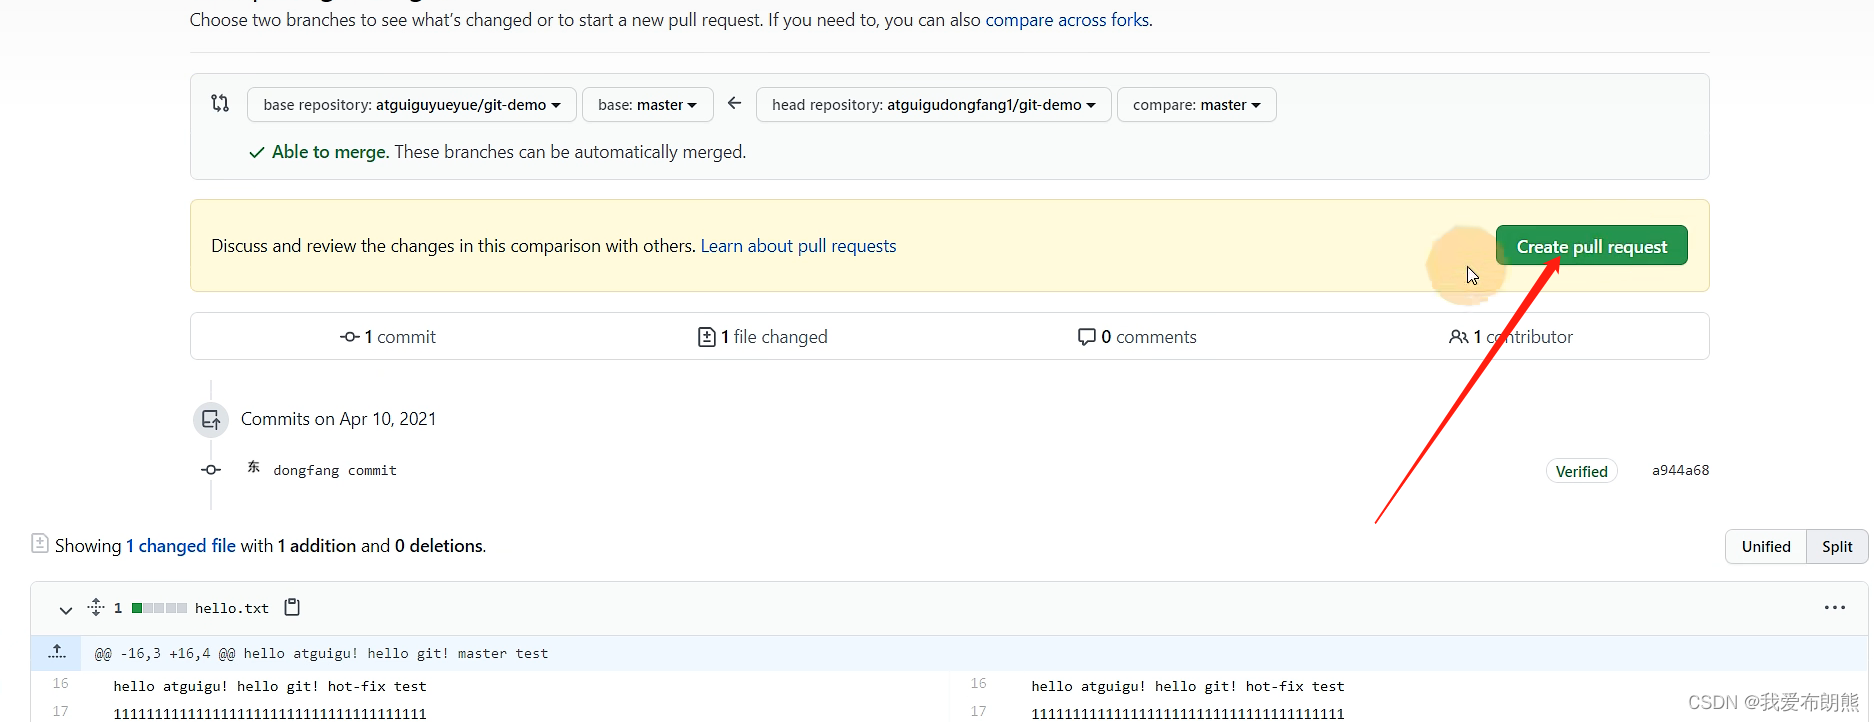 Choose two branches to see what's changed or to start a new pull request. If you need to, you can also compare across forks.
base repository: atguiguyueyue/git-demo base: master head repository: atguigudongfang1/git-demo compare: master
Able to merge. These branches can be automatically merged.
Discuss and review the changes in this comparison with others. Learn about pull requests
Create pull request
1 commit 1 file changed 0 comments 1 contributor
Commits on Apr 10, 2021
东 dongfang commit Verified a944a68
Showing 1 changed file with 1 addition and 0 deletions.
Unified Split
1 hello.txt
@@ -16,3 +16,4 @@ hello atguigu! hello git! master test
16 hello atguigu! hello git! hot-fix test 16 hello atguigu! hello git! hot-fix test
17 11111111111111111111111111111111111111 17 11111111111111111111111111111111111111
CSDN @我爱布朗熊